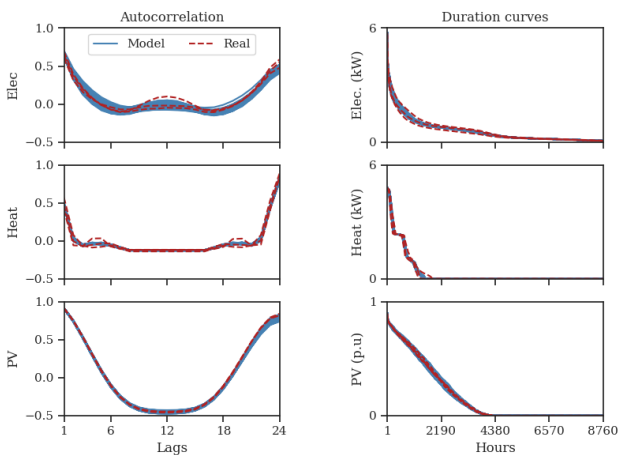 Autocorrelation
Duration curves
1.0
0.5
0.0
−0.5
Elec
Model
Real
6
0
Elec. (kW)
1.0
0.5
0.0
−0.5
Heat
6
0
Heat (kW)
1.0
0.5
0.0
−0.5
PV
1
0
PV (p.u)
1 6 12 18 24
Lags
1 2190 4380 6570 8760
Hours